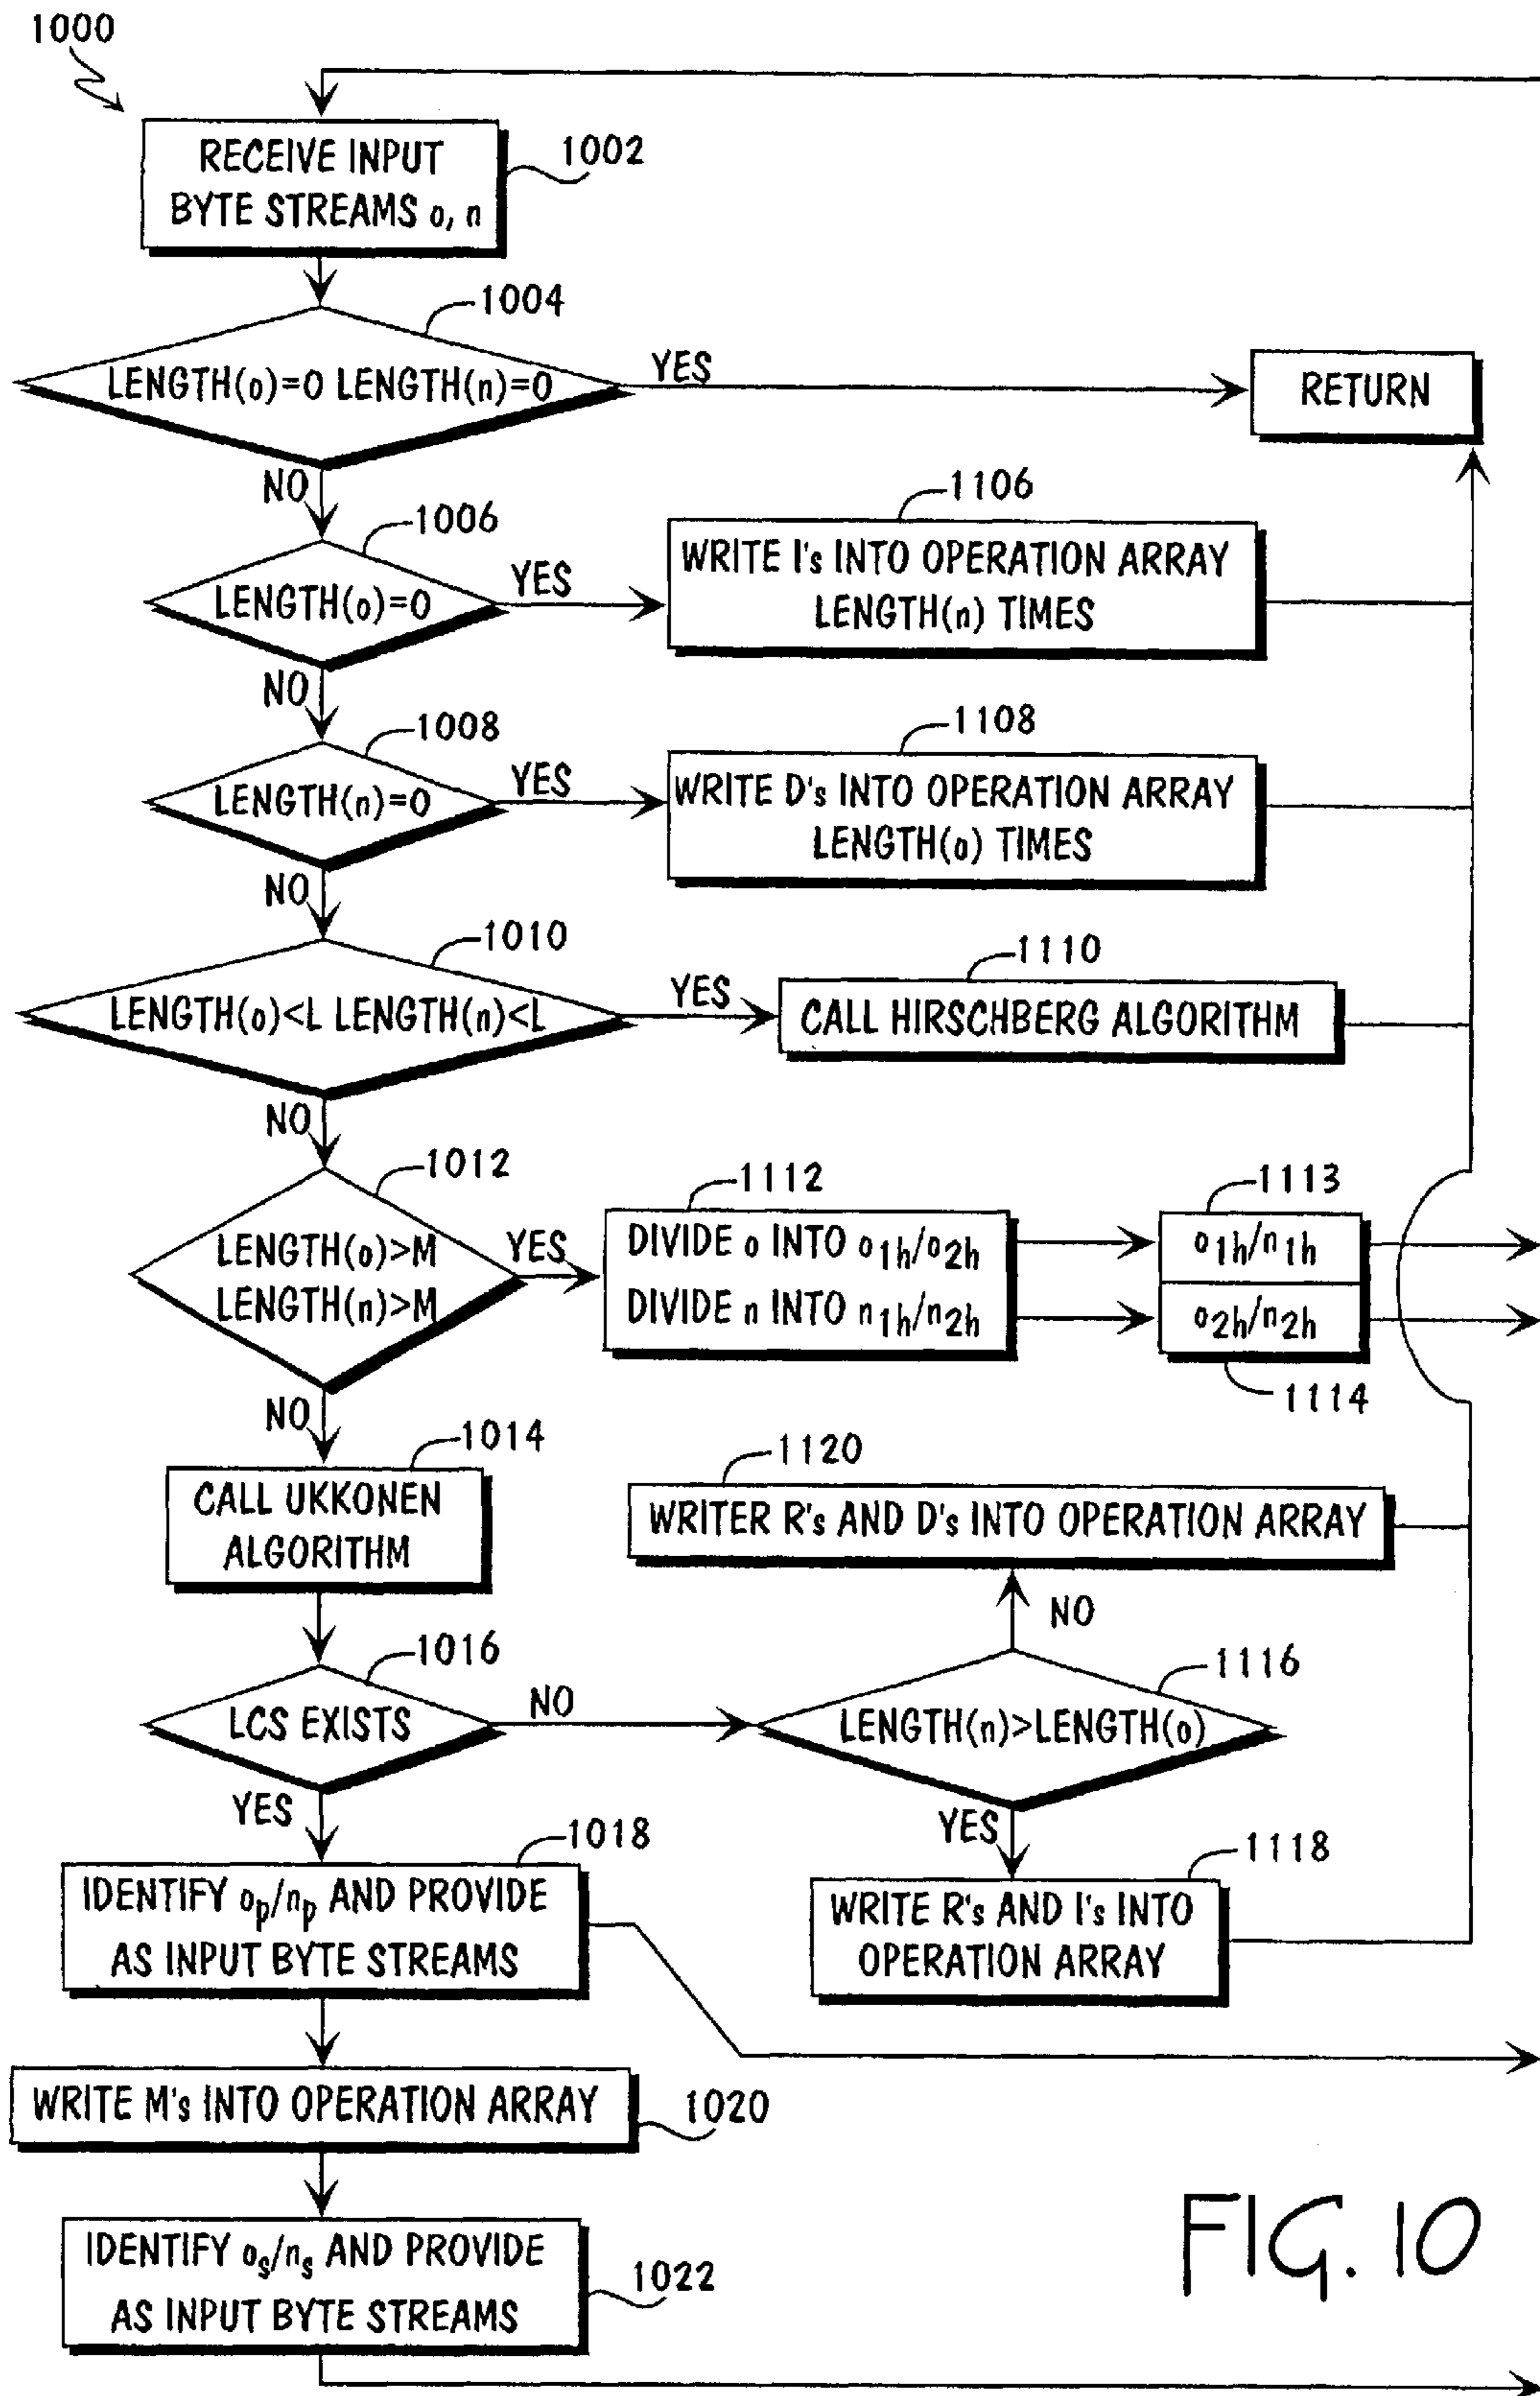 1000
RECEIVE INPUT
BYTE STREAMS o, n
1002
1004
LENGTH(o)=0 LENGTH(n)=0
YES
RETURN
NO
1006
LENGTH(o)=0
YES
1106
WRITE I's INTO OPERATION ARRAY
LENGTH(n) TIMES
NO
1008
LENGTH(n)=0
YES
1108
WRITE D's INTO OPERATION ARRAY
LENGTH(o) TIMES
NO
1010
LENGTH(o)<L LENGTH(n)<L
YES
1110
CALL HIRSCHBERG ALGORITHM
NO
1012
LENGTH(o)>M
LENGTH(n)>M
YES
1112
DIVIDE o INTO o1h/o2h
DIVIDE n INTO n1h/n2h
1113
o1h/n1h
o2h/n2h
1114
NO
1014
CALL UKKONEN
ALGORITHM
1120
WRITER R's AND D's INTO OPERATION ARRAY
NO
1016
LCS EXISTS
NO
1116
LENGTH(n)>LENGTH(o)
YES
YES
1018
IDENTIFY op/np AND PROVIDE
AS INPUT BYTE STREAMS
1118
WRITE R's AND I's INTO
OPERATION ARRAY
WRITE M's INTO OPERATION ARRAY
1020
IDENTIFY os/ns AND PROVIDE
AS INPUT BYTE STREAMS
1022
FIG. 10